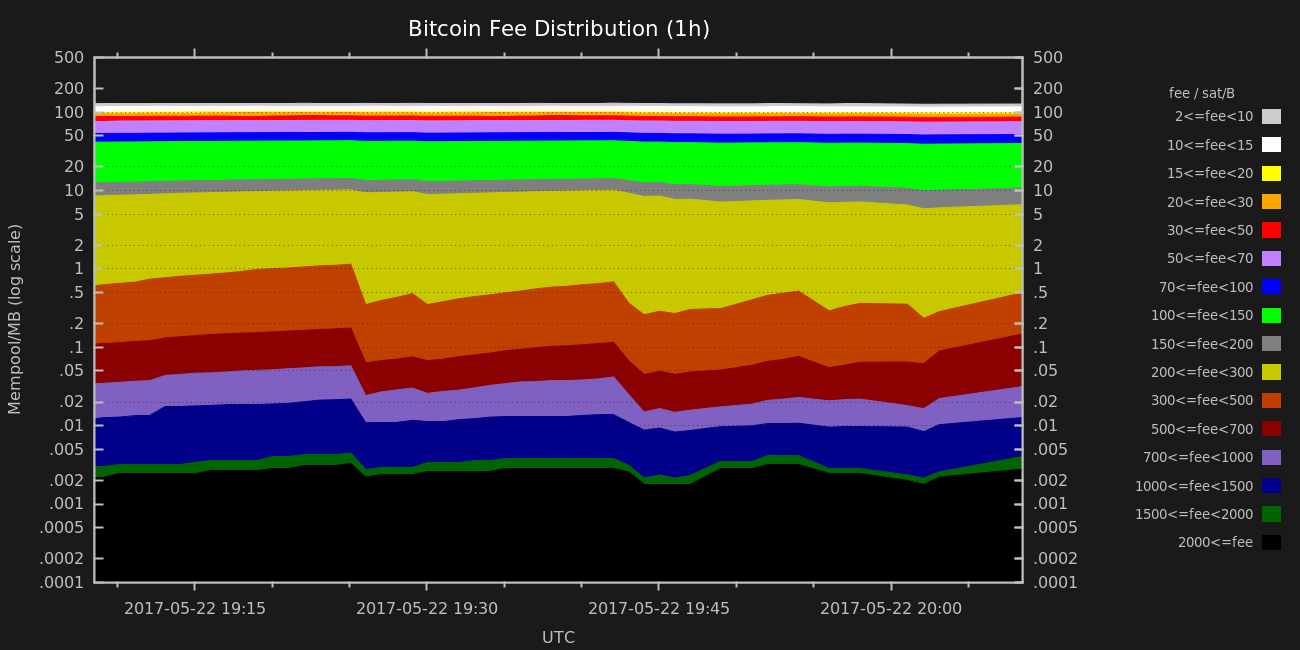 Bitcoin Fee Distribution (1h)
500
200
100
50
20
10
5
2
1
.5
.2
.1
.05
.02
.01
.005
.002
.001
.0005
.0002
.0001
Mempool/MB (log scale)
500
200
100
50
20
10
5
2
1
.5
.2
.1
.05
.02
.01
.005
.002
.001
.0005
.0002
.0001
2017-05-22 19:15 2017-05-22 19:30 2017-05-22 19:45 2017-05-22 20:00
UTC
fee / sat/B
2<=fee<10
10<=fee<15
15<=fee<20
20<=fee<30
30<=fee<50
50<=fee<70
70<=fee<100
100<=fee<150
150<=fee<200
200<=fee<300
300<=fee<500
500<=fee<700
700<=fee<1000
1000<=fee<1500
1500<=fee<2000
2000<=fee